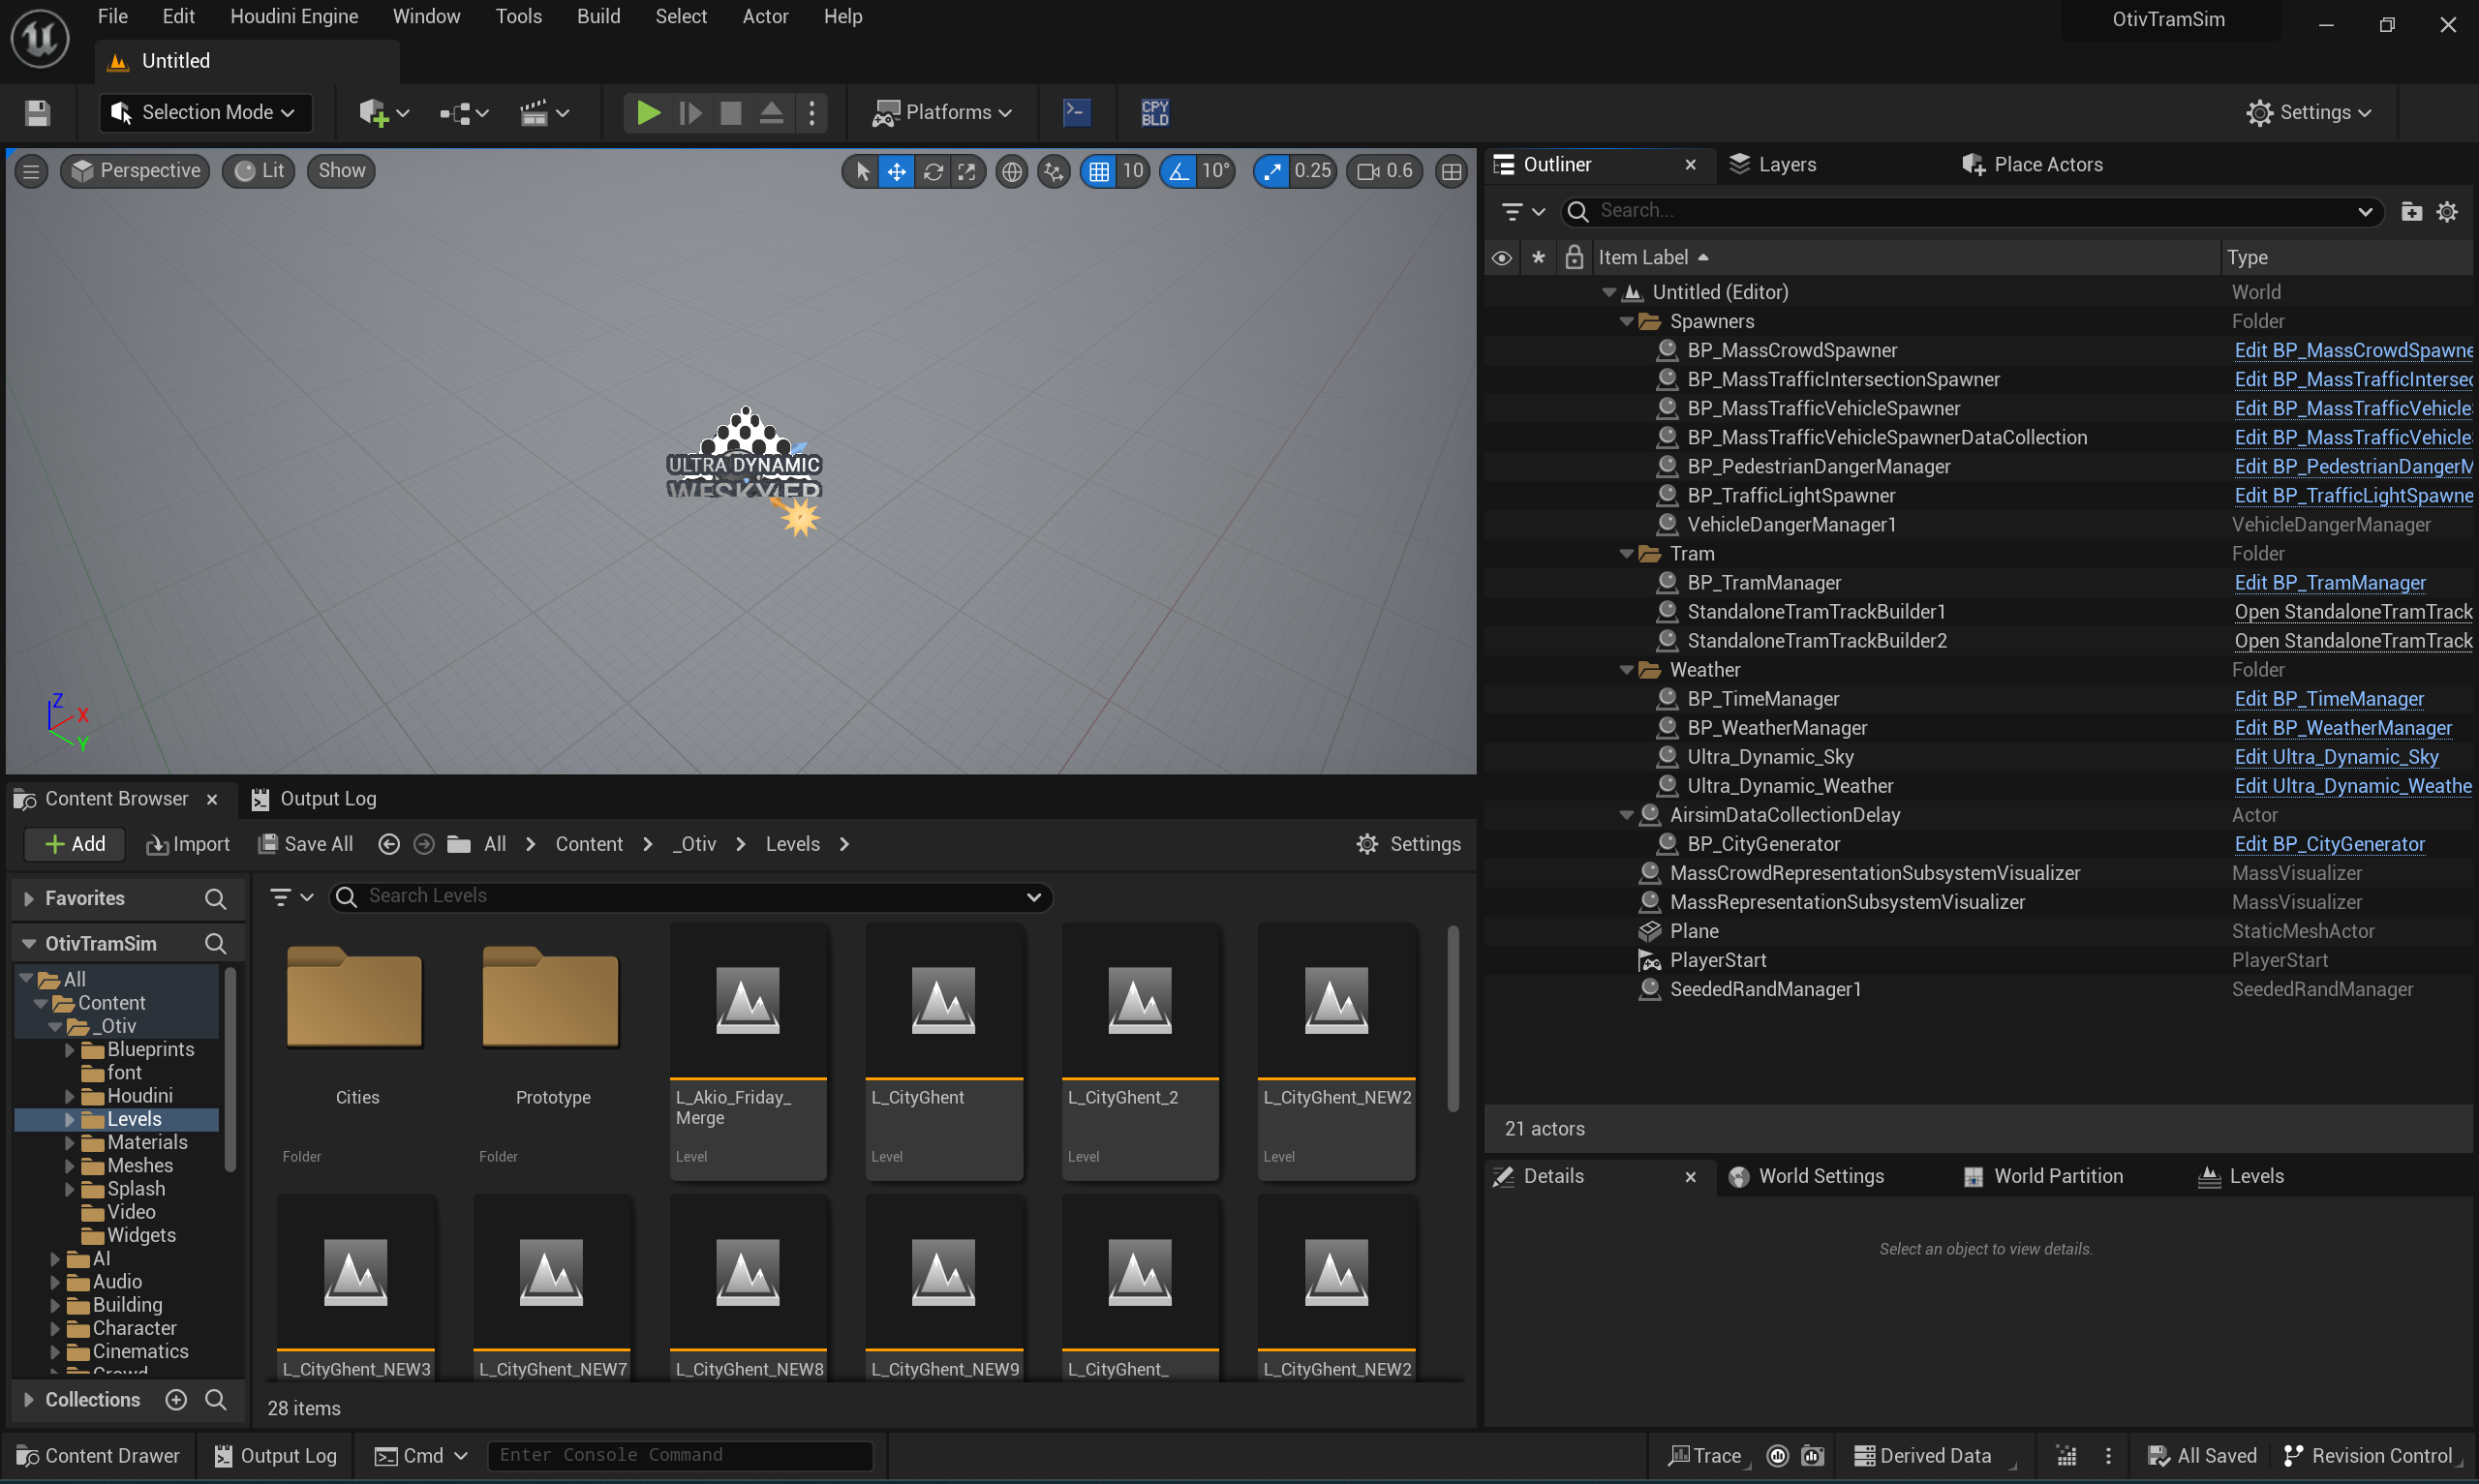 File Edit Houdini Engine Window Tools Build Select Actor Help
OtivTramSim
Untitled
Selection Mode
Platforms
CPY
BLD
Settings
Perspective Lit Show
10 10° 0.25 0.6
ULTRA DYNAMIC
Z
X
Y
Outliner Layers Place Actors
Search...
Item Label Type
Untitled (Editor) World
Spawners Folder
BP_MassCrowdSpawner Edit BP_MassCrowdSpawne
BP_MassTrafficIntersectionSpawner Edit BP_MassTrafficIntersec
BP_MassTrafficVehicleSpawner Edit BP_MassTrafficVehicle
BP_MassTrafficVehicleSpawnerDataCollection Edit BP_MassTrafficVehicle
BP_PedestrianDangerManager Edit BP_PedestrianDangerM
BP_TrafficLightSpawner Edit BP_TrafficLightSpawne
VehicleDangerManager1 VehicleDangerManager
Tram Folder
BP_TramManager Edit BP_TramManager
StandaloneTramTrackBuilder1 Open StandaloneTramTrack
StandaloneTramTrackBuilder2 Open StandaloneTramTrack
Weather Folder
BP_TimeManager Edit BP_TimeManager
BP_WeatherManager Edit BP_WeatherManager
Ultra_Dynamic_Sky Edit Ultra_Dynamic_Sky
Ultra_Dynamic_Weather Edit Ultra_Dynamic_Weathe
AirsimDataCollectionDelay Actor
BP_CityGenerator Edit BP_CityGenerator
MassCrowdRepresentationSubsystemVisualizer MassVisualizer
MassRepresentationSubsystemVisualizer MassVisualizer
Plane StaticMeshActor
PlayerStart PlayerStart
SeededRandManager1 SeededRandManager
21 actors
Details World Settings World Partition Levels
Select an object to view details.
Content Browser Output Log
Add Import Save All All Content _Otiv Levels Settings
Favorites
Search Levels
OtivTramSim
All
Content
_Otiv
Blueprints
font
Houdini
Levels
Materials
Meshes
Splash
Video
Widgets
AI
Audio
Building
Character
Cinematics
Crowd
Collections
Cities
Folder
Prototype
Folder
L_Akio_Friday_
Merge
Level
L_CityGhent
Level
L_CityGhent_2
Level
L_CityGhent_NEW2
Level
L_CityGhent_NEW3
L_CityGhent_NEW7
L_CityGhent_NEW8
L_CityGhent_NEW9
L_CityGhent_
L_CityGhent_NEW2
28 items
Content Drawer Output Log Cmd Enter Console Command Trace Derived Data All Saved Revision Control